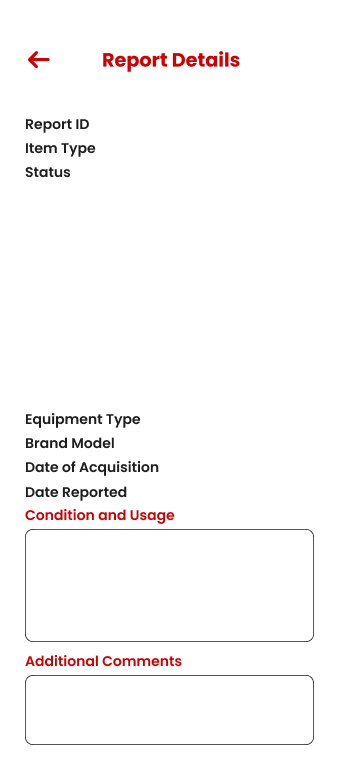 Report Details
Report ID
Item Type
Status
Equipment Type
Brand Model
Date of Acquisition
Date Reported
Condition and Usage
Additional Comments